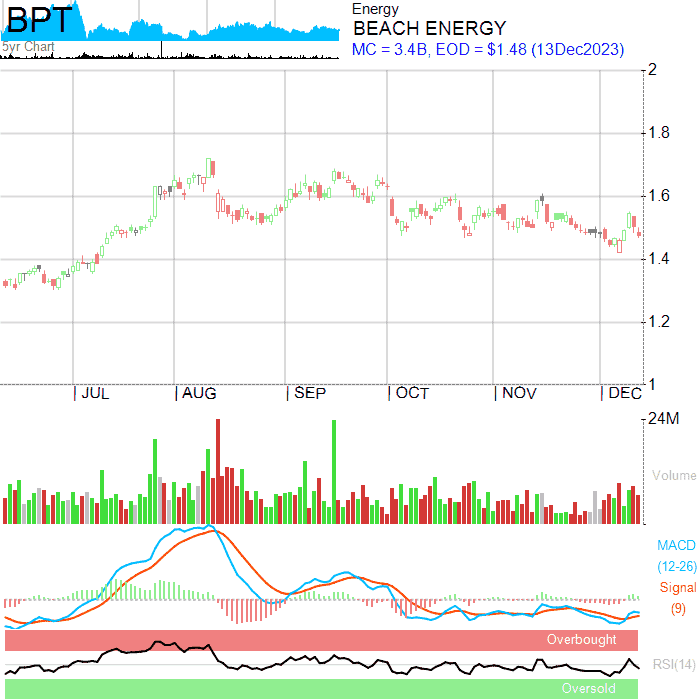 BPT
5yr Chart
Energy
BEACH ENERGY
MC = 3.4B, EOD = $1.48 (13Dec2023)
2
1.8
1.6
1.4
1.2
1
JUL
AUG
SEP
OCT
NOV
DEC
24M
Volume
MACD
(12-26)
Signal
(9)
Overbought
RSI(14)
Oversold